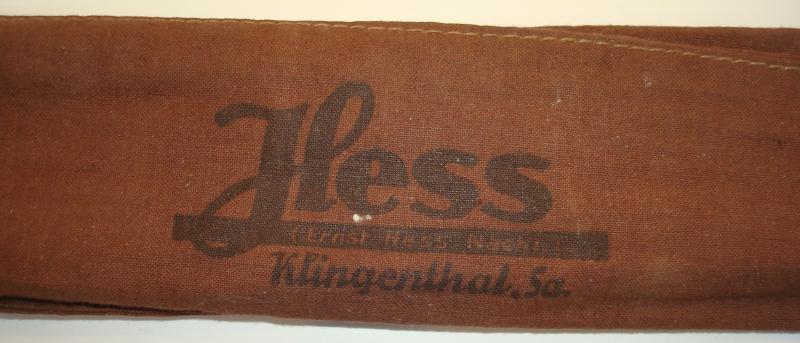 Hess
(Ernst Hess Nachf.)
Klingenthal, Sa.